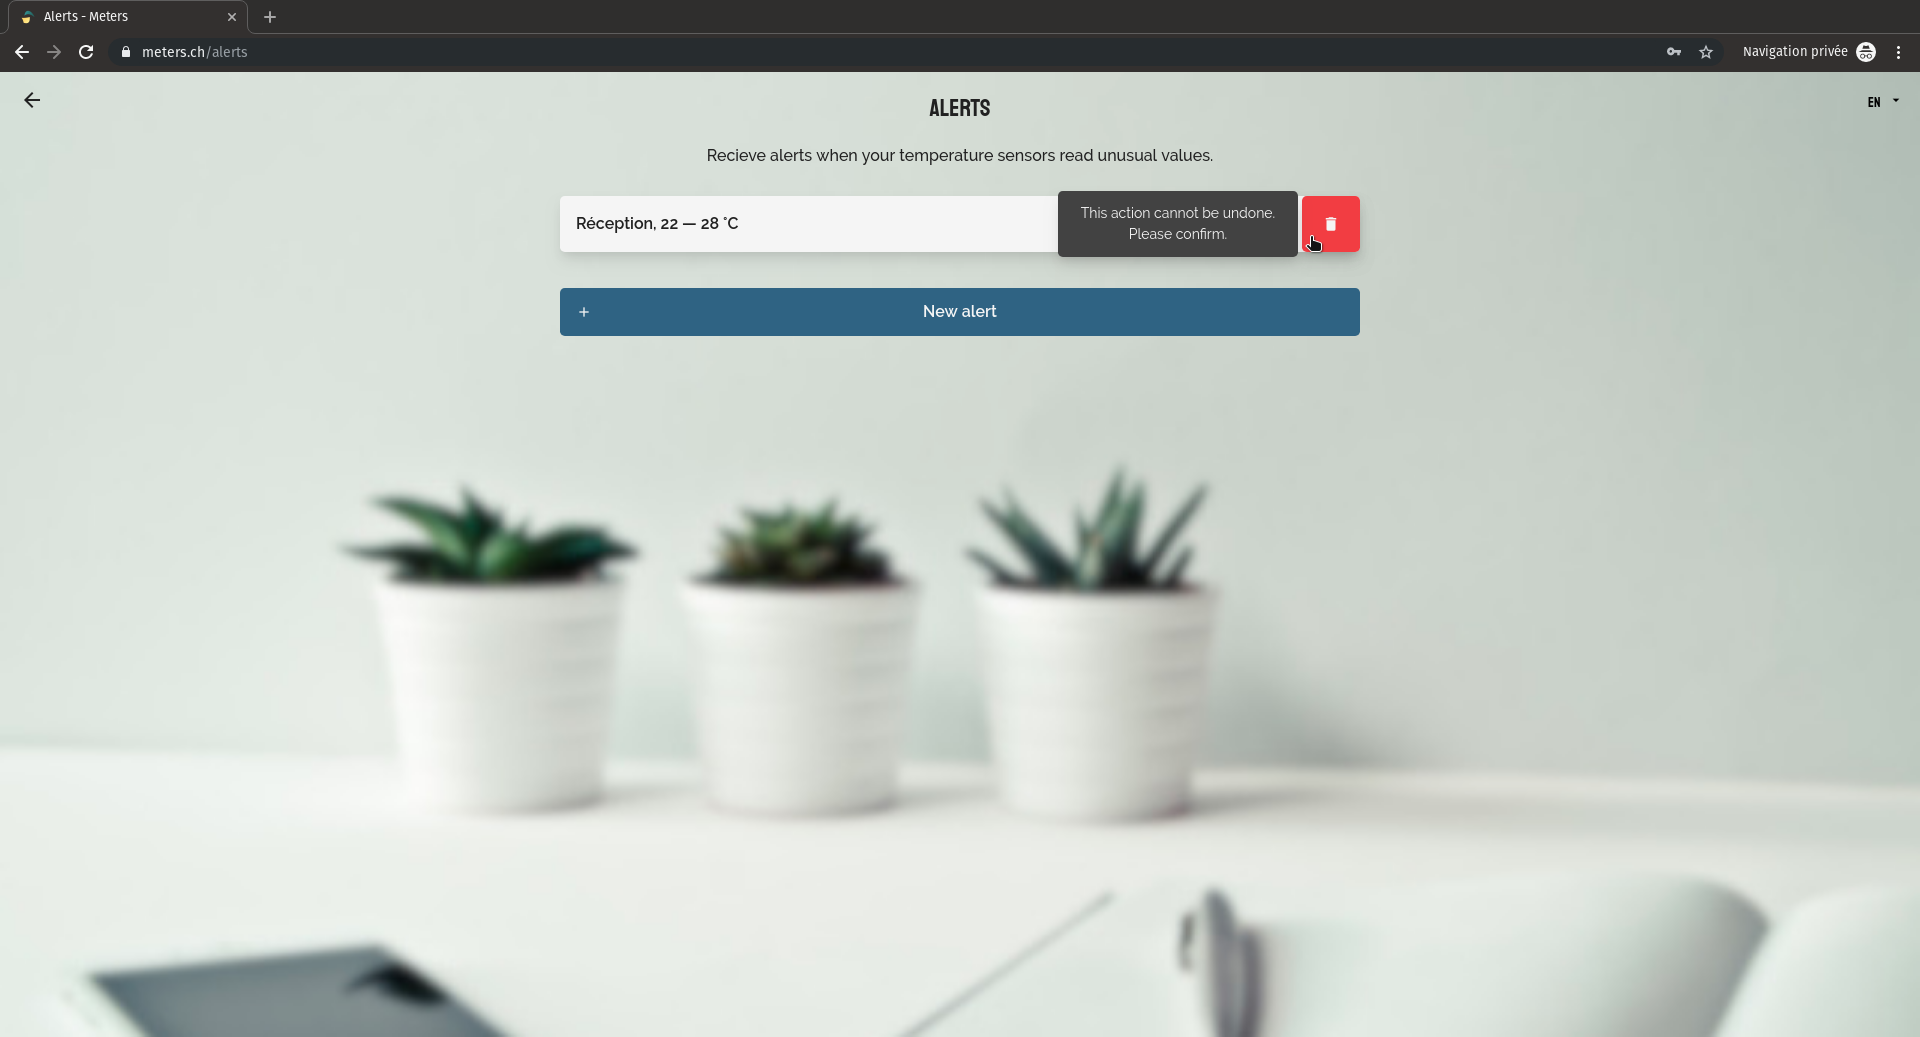 Alerts - Meters
meters.ch/alerts
Navigation privée
ALERTS
EN
Recieve alerts when your temperature sensors read unusual values.
Réception, 22 — 28 °C
This action cannot be undone.
Please confirm.
New alert